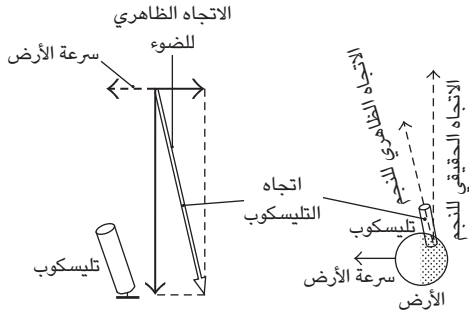 الاتجاه الظاهري
للضوء
سرعة الأرض
اتجاه
التليسكوب
تليسكوب
الاتجاه الظاهري للنجم
الاتجاه الحقيقي للنجم
تليسكوب
سرعة الأرض
الأرض